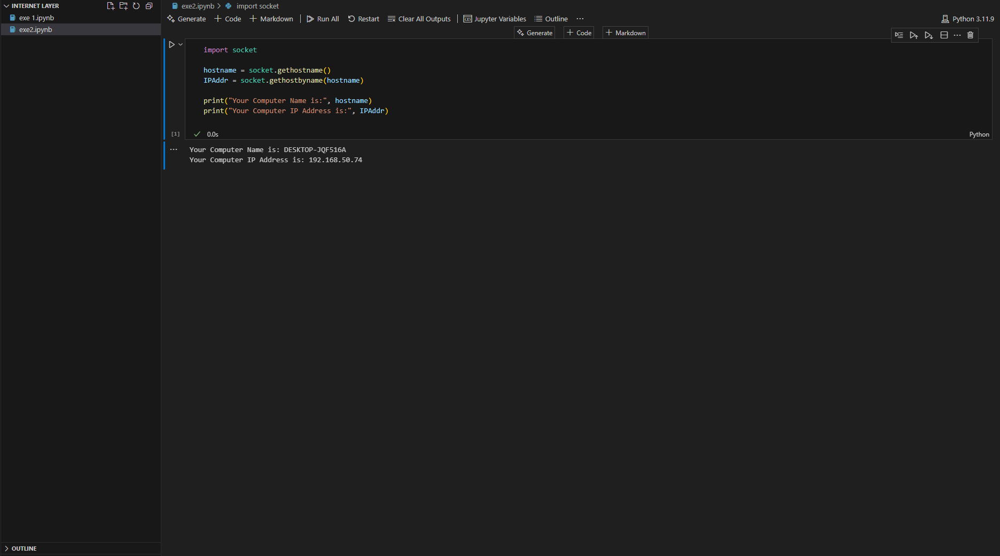 INTERNET LAYER
exe 1.ipynb
exe2.ipynb
OUTLINE
exe2.ipynb > import socket
Generate + Code + Markdown | Run All Restart Clear All Outputs | Jupyter Variables Outline ...
Python 3.11.9
Generate + Code + Markdown
import socket
hostname = socket.gethostname()
IPAddr = socket.gethostbyname(hostname)
print("Your Computer Name is:", hostname)
print("Your Computer IP Address is:", IPAddr)
[1] 0.0s
Python
Your Computer Name is: DESKTOP-JQF516A
Your Computer IP Address is: 192.168.50.74